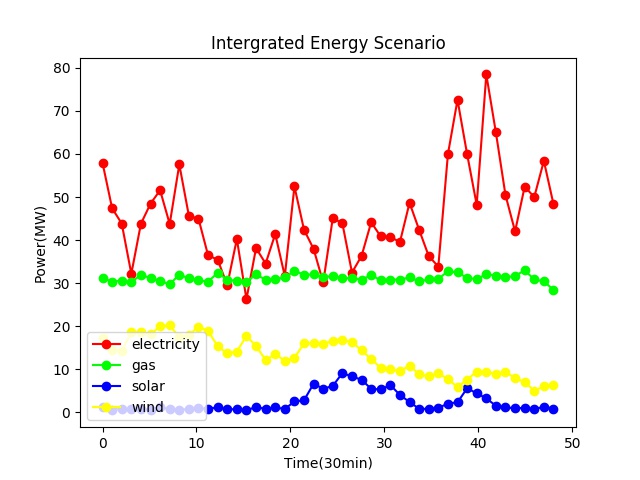 Intergrated Energy Scenario
80
70
60
50
40
30
20
10
0
Power(MW)
electricity
gas
solar
wind
0 10 20 30 40 50
Time(30min)